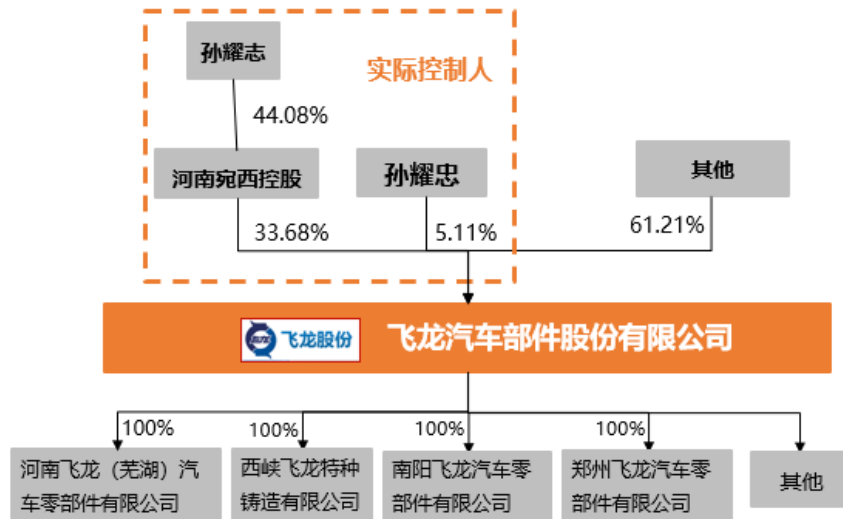 孙耀志
实际控制人
44.08%
河南宛西控股
孙耀忠
其他
33.68%
5.11%
61.21%
飞龙股份
飞龙汽车部件股份有限公司
100%
100%
100%
100%
河南飞龙（芜湖）汽
车零部件有限公司
西峡飞龙特种
铸造有限公司
南阳飞龙汽车零
部件有限公司
郑州飞龙汽车零
部件有限公司
其他